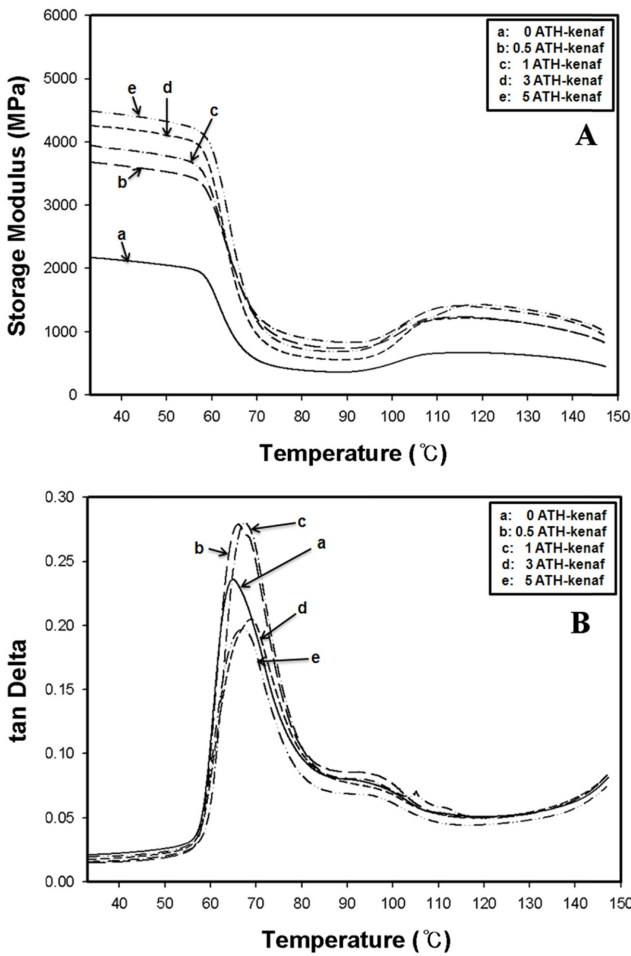 6000
5000
4000
3000
2000
1000
0
Storage Modulus (MPa)
a: 0 ATH-kenaf
b: 0.5 ATH-kenaf
c: 1 ATH-kenaf
d: 3 ATH-kenaf
e: 5 ATH-kenaf
A
e
d
c
b
a
40 50 60 70 80 90 100 110 120 130 140 150
Temperature (℃)
0.30
0.25
0.20
0.15
0.10
0.05
0.00
tan Delta
a: 0 ATH-kenaf
b: 0.5 ATH-kenaf
c: 1 ATH-kenaf
d: 3 ATH-kenaf
e: 5 ATH-kenaf
B
c
b
a
d
e
40 50 60 70 80 90 100 110 120 130 140 150
Temperature (℃)